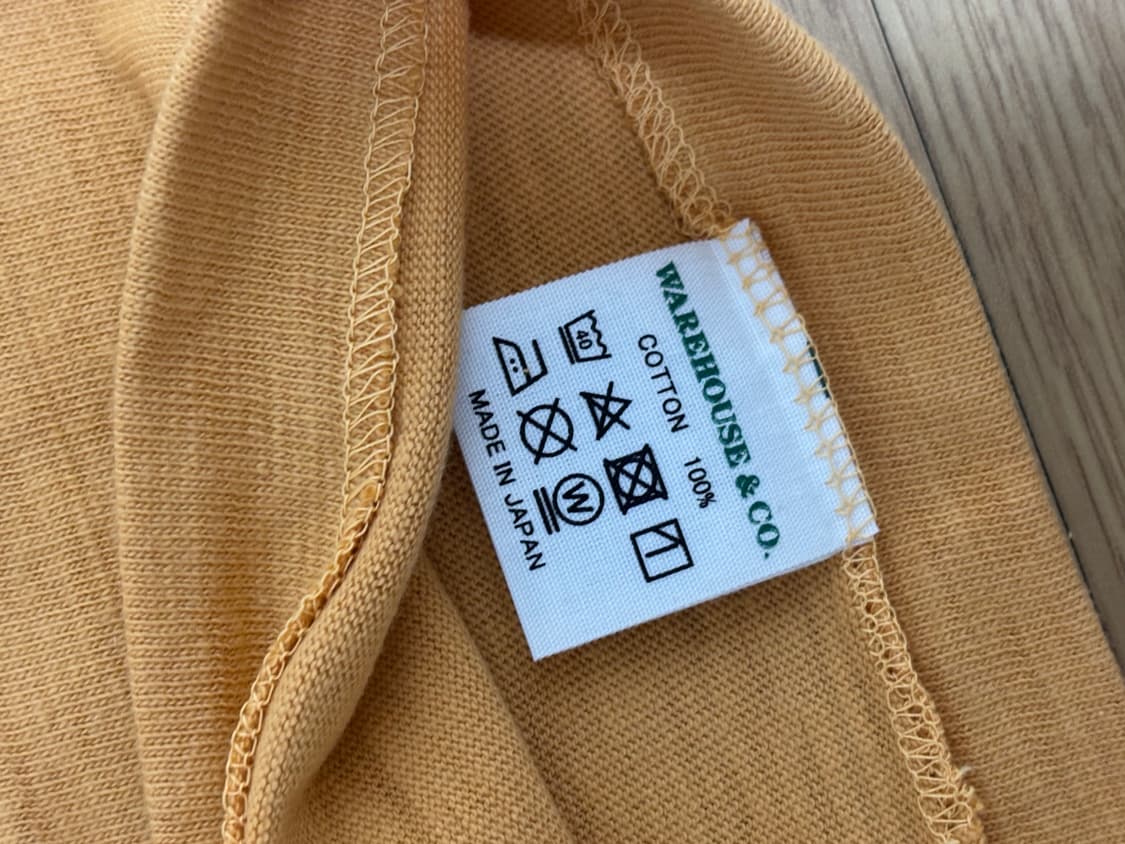 WAREHOUSE & CO.
COTTON 100%
40
W
MADE IN JAPAN